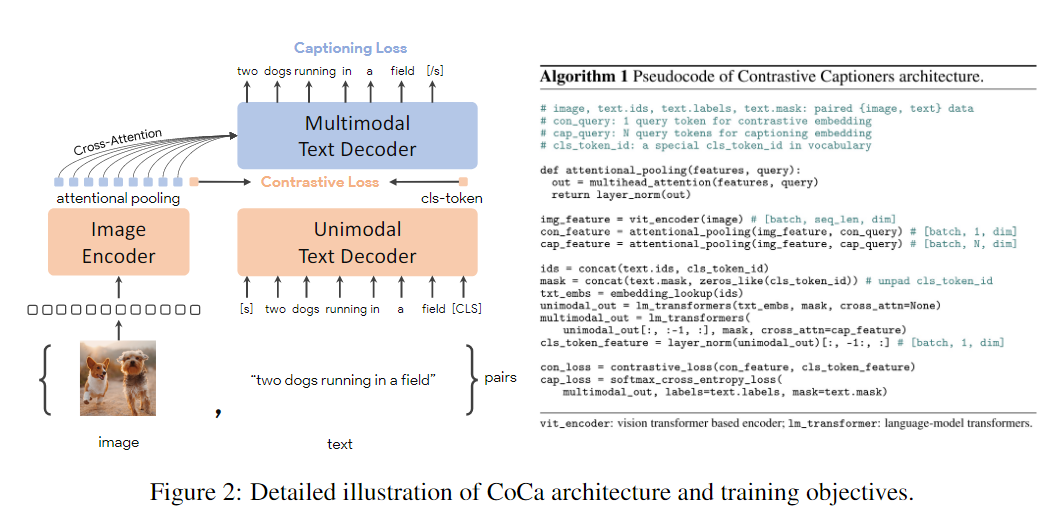 Captioning Loss
two dogs running in a field [/s]
Multimodal
Text Decoder
Cross-Attention
attentional pooling
Contrastive Loss
cls-token
Image
Encoder
Unimodal
Text Decoder
[s] two dogs running in a field [CLS]
"two dogs running in a field"
pairs
,
image
text
Algorithm 1 Pseudocode of Contrastive Captioners architecture.
# image, text.ids, text.labels, text.mask: paired {image, text} data
# con_query: 1 query token for contrastive embedding
# cap_query: N query tokens for captioning embedding
# cls_token_id: a special cls_token_id in vocabulary
def attentional_pooling(features, query):
  out = multihead_attention(features, query)
  return layer_norm(out)
img_feature = vit_encoder(image) # [batch, seq_len, dim]
con_feature = attentional_pooling(img_feature, con_query) # [batch, 1, dim]
cap_feature = attentional_pooling(img_feature, cap_query) # [batch, N, dim]
ids = concat(text.ids, cls_token_id)
mask = concat(text.mask, zeros_like(cls_token_id)) # unpad cls_token_id
txt_embs = embedding_lookup(ids)
unimodal_out = lm_transformers(txt_embs, mask, cross_attn=None)
multimodal_out = lm_transformers(
    unimodal_out[:, :-1, :], mask, cross_attn=cap_feature)
cls_token_feature = layer_norm(unimodal_out)[:, -1:, :] # [batch, 1, dim]
con_loss = contrastive_loss(con_feature, cls_token_feature)
cap_loss = softmax_cross_entropy_loss(
    multimodal_out, labels=text.labels, mask=text.mask)
vit_encoder: vision transformer based encoder; lm_transformer: language-model transformers.
Figure 2: Detailed illustration of CoCa architecture and training objectives.